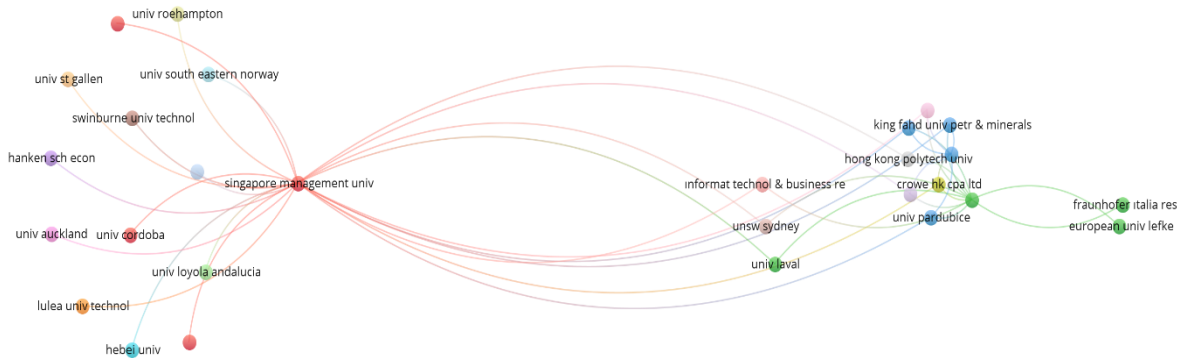 univ roehampton
univ st gallen
univ south eastern norway
swinburne univ technol
hanken sch econ
singapore management univ
univ auckland
univ cordoba
univ loyola andalucia
lulea univ technol
hebei univ
king fahd univ petr & minerals
hong kong polytech univ
informat technol & business re
crowe hk cpa ltd
univ pardubice
unsw sydney
univ laval
fraunhofer italia res
european univ lefke